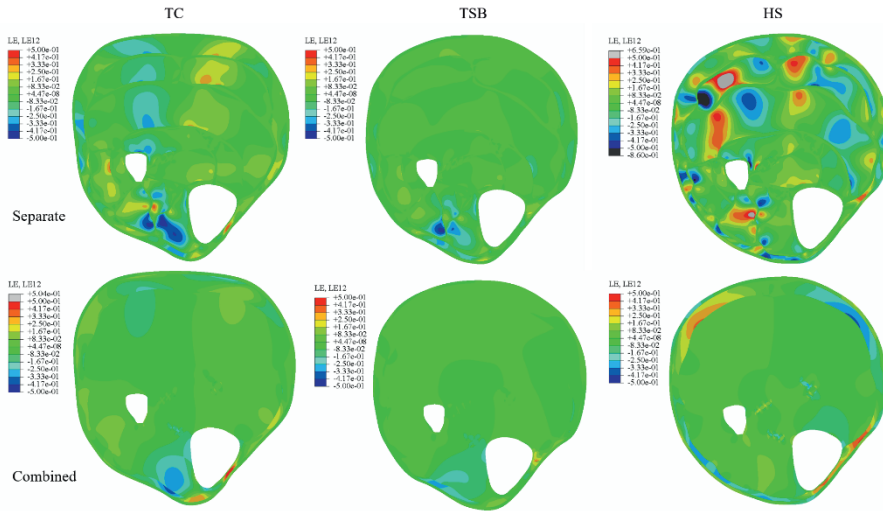 TC
TSB
HS
LE, LE12
+5.00e-01
+4.17e-01
+3.33e-01
+2.50e-01
+1.67e-01
+8.33e-02
+4.47e-08
-8.33e-02
-1.67e-01
-2.50e-01
-3.33e-01
-4.17e-01
-5.00e-01
LE, LE12
+5.00e-01
+4.17e-01
+3.33e-01
+2.50e-01
+1.67e-01
+8.33e-02
+4.47e-08
-8.33e-02
-1.67e-01
-2.50e-01
-3.33e-01
-4.17e-01
-5.00e-01
LE, LE12
+6.59e-01
+5.00e-01
+4.17e-01
+3.33e-01
+2.50e-01
+1.67e-01
+8.33e-02
+4.47e-08
-8.33e-02
-1.67e-01
-2.50e-01
-3.33e-01
-4.17e-01
-5.00e-01
-8.60e-01
Separate
LE, LE12
+5.04e-01
+5.00e-01
+4.17e-01
+3.33e-01
+2.50e-01
+1.67e-01
+8.33e-02
+4.47e-08
-8.33e-02
-1.67e-01
-2.50e-01
-3.33e-01
-4.17e-01
-5.00e-01
LE, LE12
+5.00e-01
+4.17e-01
+3.33e-01
+2.50e-01
+1.67e-01
+8.33e-02
+4.47e-08
-8.33e-02
-1.67e-01
-2.50e-01
-3.33e-01
-4.17e-01
-5.00e-01
LE, LE12
+5.00e-01
+4.17e-01
+3.33e-01
+2.50e-01
+1.67e-01
+8.33e-02
+4.47e-08
-8.33e-02
-1.67e-01
-2.50e-01
-3.33e-01
-4.17e-01
-5.00e-01
Combined